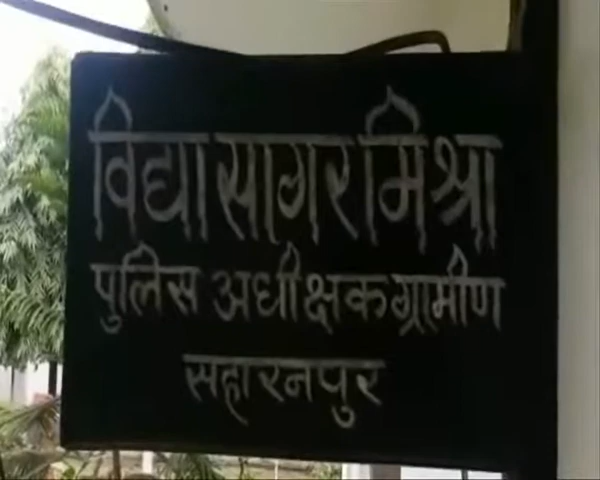 विद्या सागर मिश्रा
पुलिस अधीक्षक ग्रामीण
सहारनपुर